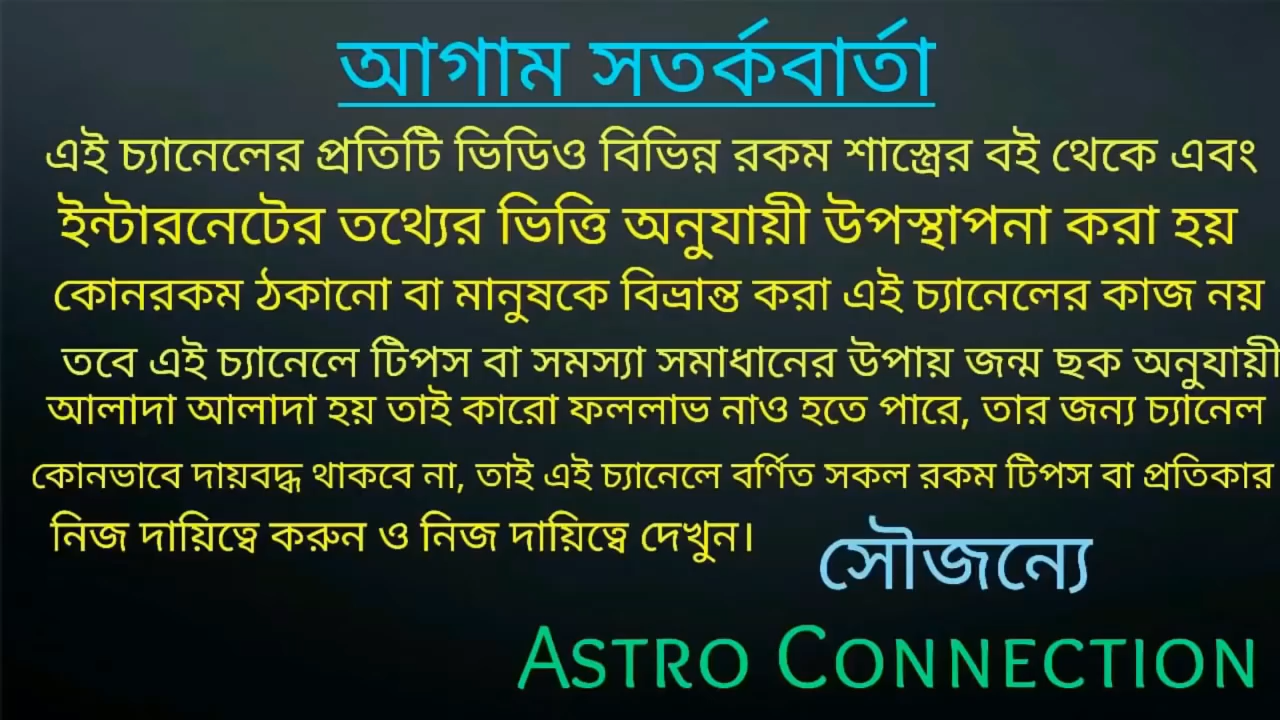 আগাম সতর্কবার্তা
এই চ্যানেলের প্রতিটি ভিডিও বিভিন্ন রকম শাস্ত্রের বই থেকে এবং
ইন্টারনেটের তথ্যের ভিত্তি অনুযায়ী উপস্থাপনা করা হয়
কোনরকম ঠকানো বা মানুষকে বিভ্রান্ত করা এই চ্যানেলের কাজ নয়
তবে এই চ্যানেলে টিপস বা সমস্যা সমাধানের উপায় জন্ম ছক অনুযায়ী
আলাদা আলাদা হয় তাই কারো ফললাভ নাও হতে পারে, তার জন্য চ্যানেল
কোনভাবে দায়বদ্ধ থাকবে না, তাই এই চ্যানেলে বর্ণিত সকল রকম টিপস বা প্রতিকার
নিজ দায়িত্বে করুন ও নিজ দায়িত্বে দেখুন।
সৌজন্যে
ASTRO CONNECTION